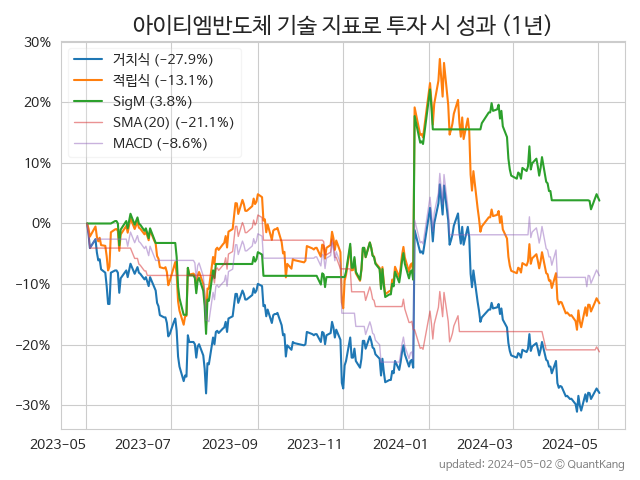 아이티엠반도체 기술 지표로 투자 시 성과 (1년)
30%
20%
10%
0%
−10%
−20%
−30%
거치식 (−27.9%)
적립식 (−13.1%)
SigM (3.8%)
SMA(20) (−21.1%)
MACD (−8.6%)
2023-05 2023-07 2023-09 2023-11 2024-01 2024-03 2024-05
updated: 2024-05-02 © QuantKang